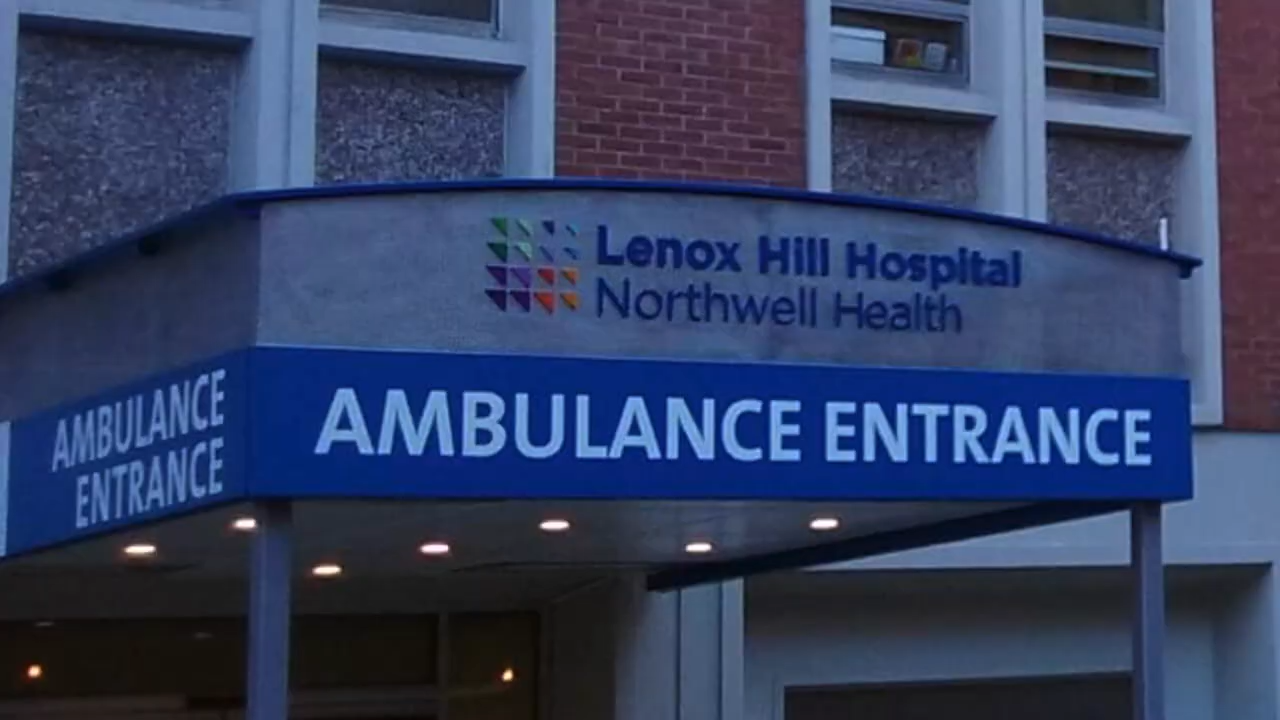 Lenox Hill Hospital
Northwell Health
AMBULANCE
ENTRANCE
AMBULANCE ENTRANCE